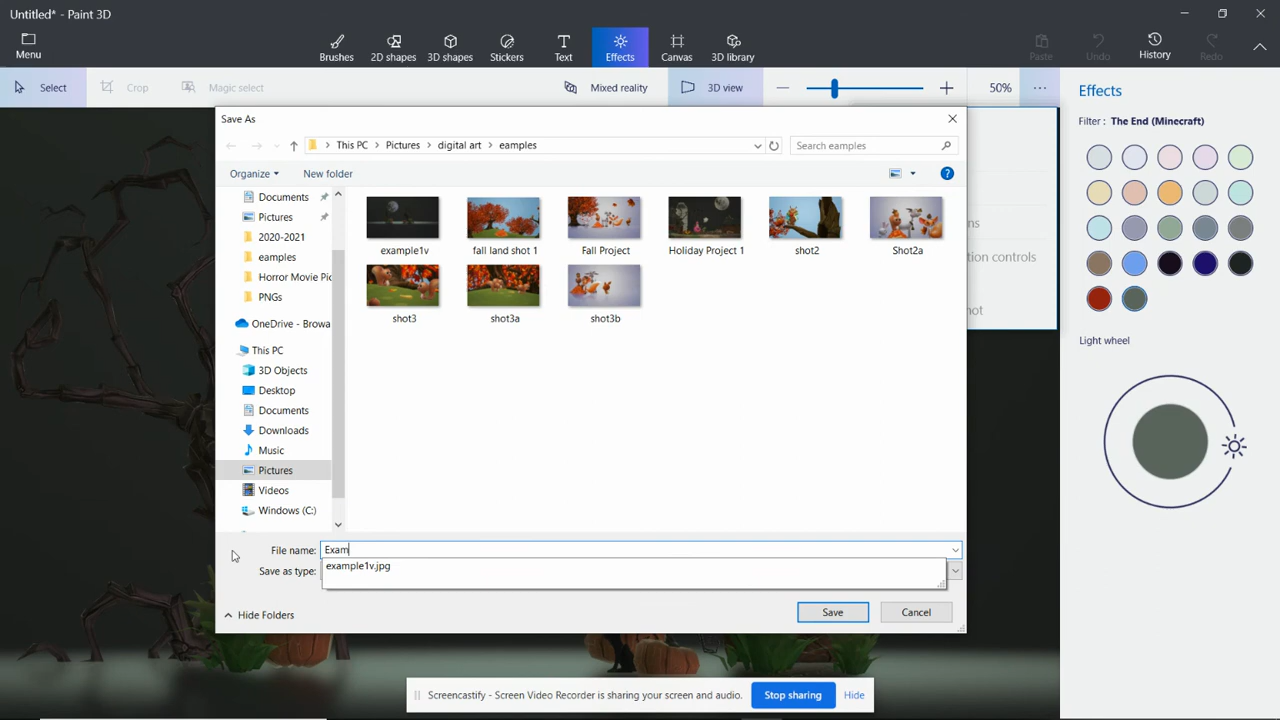 Untitled* - Paint 3D
Menu
Brushes
2D shapes
3D shapes
Stickers
Text
Effects
Canvas
3D library
Paste
Undo
History
Redo
Select
Crop
Magic select
Mixed reality
3D view
50%
Effects
Filter : The End (Minecraft)
Light wheel
ns
tion controls
not
Save As
This PC
Pictures
digital art
eamples
Search eamples
Organize
New folder
Documents
Pictures
2020-2021
eamples
Horror Movie Pic
PNGs
OneDrive - Browa
This PC
3D Objects
Desktop
Documents
Downloads
Music
Pictures
Videos
Windows (C:)
example1v
fall land shot 1
Fall Project
Holiday Project 1
shot2
Shot2a
shot3
shot3a
shot3b
File name: Exam
example1v.jpg
Save as type:
Hide Folders
Save
Cancel
Screencastify - Screen Video Recorder is sharing your screen and audio.
Stop sharing
Hide